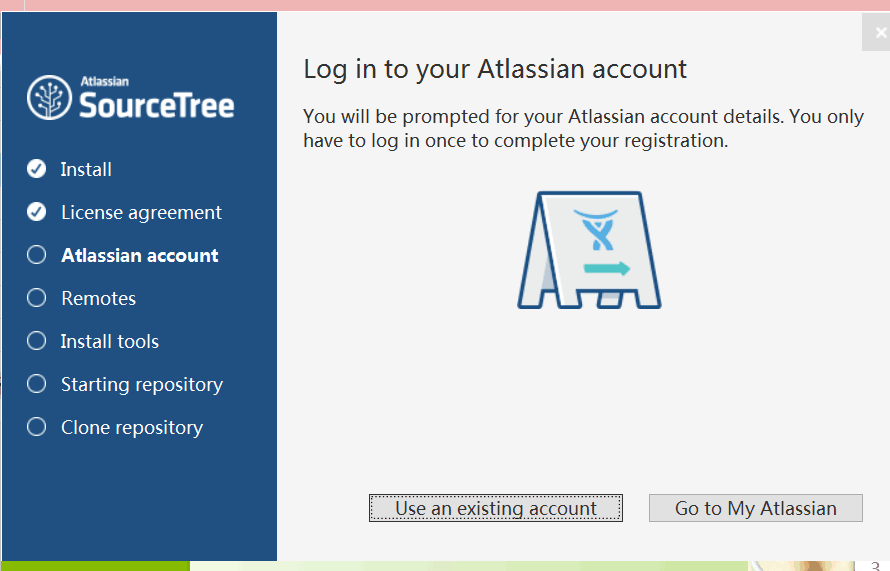 Atlassian
SourceTree
Install
License agreement
Atlassian account
Remotes
Install tools
Starting repository
Clone repository
Log in to your Atlassian account
You will be prompted for your Atlassian account details. You only
have to log in once to complete your registration.
Use an existing account
Go to My Atlassian
3